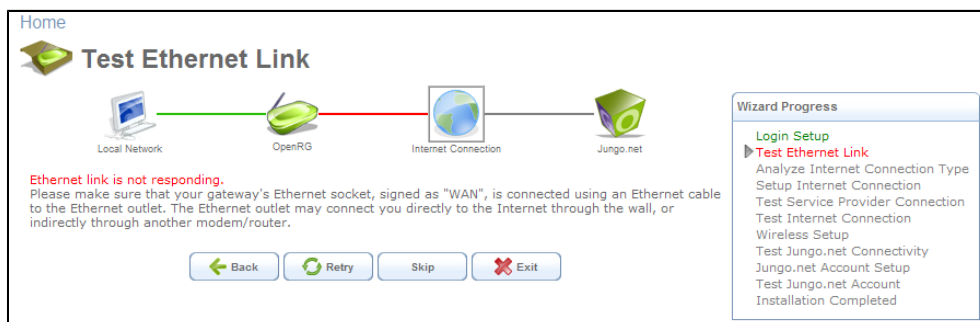 Home
Test Ethernet Link
Local Network
OpenRG
Internet Connection
Jungo.net
Ethernet link is not responding.
Please make sure that your gateway's Ethernet socket, signed as "WAN", is connected using an Ethernet cable
to the Ethernet outlet. The Ethernet outlet may connect you directly to the Internet through the wall, or
indirectly through another modem/router.
Back
Retry
Skip
Exit
Wizard Progress
Login Setup
Test Ethernet Link
Analyze Internet Connection Type
Setup Internet Connection
Test Service Provider Connection
Test Internet Connection
Wireless Setup
Test Jungo.net Connectivity
Jungo.net Account Setup
Test Jungo.net Account
Installation Completed